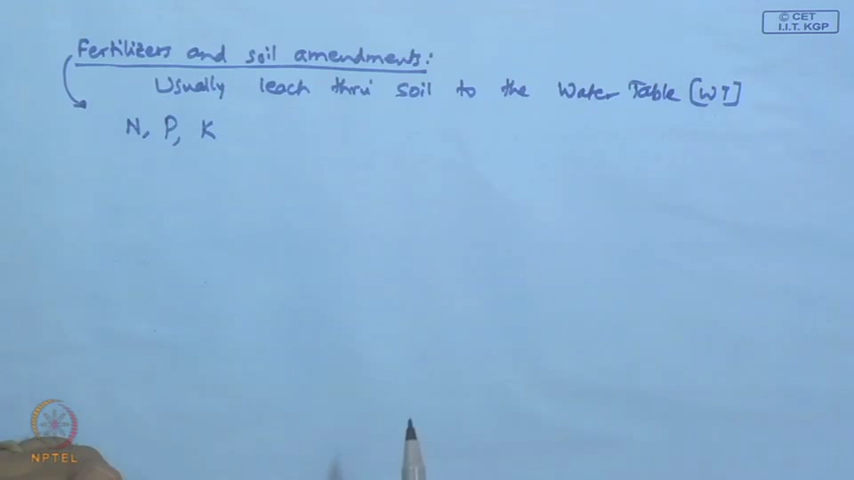 © CET
I.I.T. KGP
Fertilizers and soil amendments:
Usually leach thru' soil to the Water Table [WT]
N, P, K
NPTEL